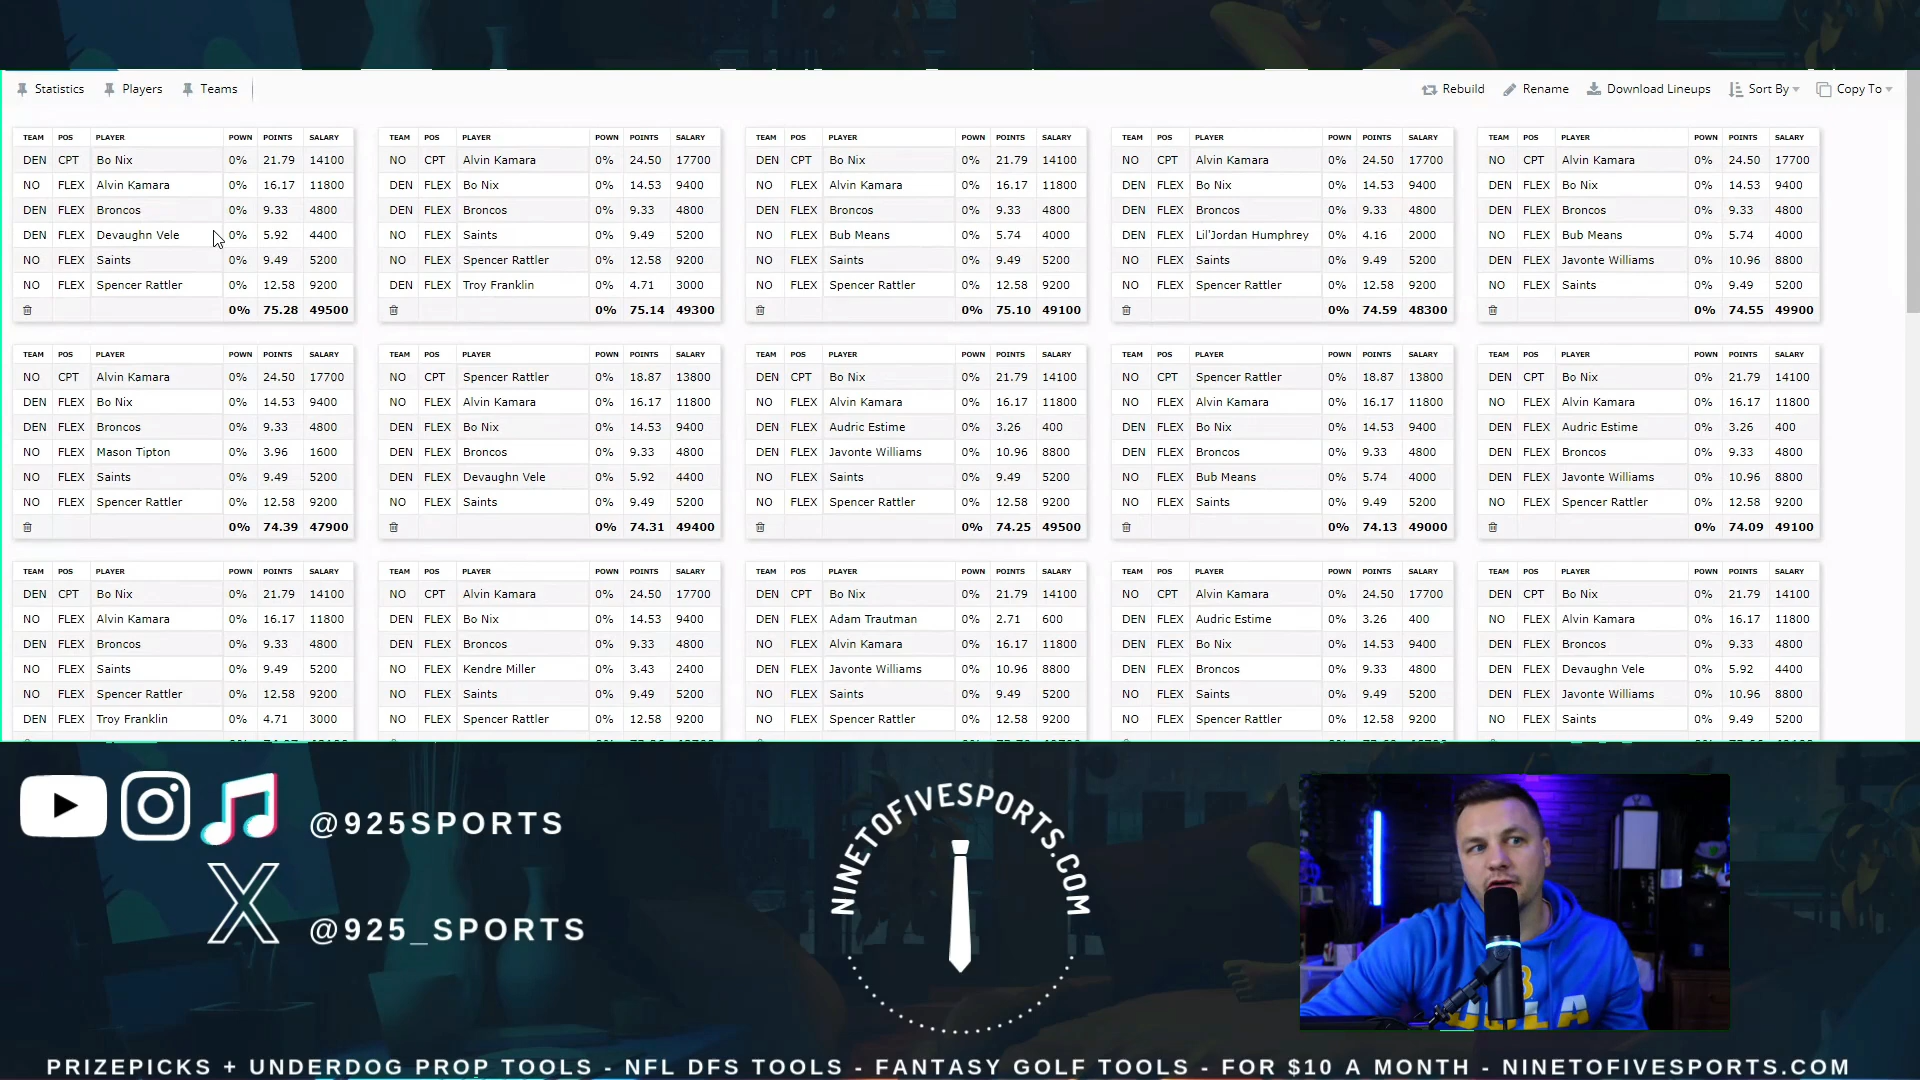 Statistics Players Teams Rebuild Rename Download Lineups Sort By Copy To
TEAM POS PLAYER POWN POINTS SALARY
DEN CPT Bo Nix 0% 21.79 14100
NO FLEX Alvin Kamara 0% 16.17 11800
DEN FLEX Broncos 0% 9.33 4800
DEN FLEX Devaughn Vele 0% 5.92 4400
NO FLEX Saints 0% 9.49 5200
NO FLEX Spencer Rattler 0% 12.58 9200
0% 75.28 49500
TEAM POS PLAYER POWN POINTS SALARY
NO CPT Alvin Kamara 0% 24.50 17700
DEN FLEX Bo Nix 0% 14.53 9400
DEN FLEX Broncos 0% 9.33 4800
NO FLEX Saints 0% 9.49 5200
NO FLEX Spencer Rattler 0% 12.58 9200
DEN FLEX Troy Franklin 0% 4.71 3000
0% 75.14 49300
TEAM POS PLAYER POWN POINTS SALARY
DEN CPT Bo Nix 0% 21.79 14100
NO FLEX Alvin Kamara 0% 16.17 11800
DEN FLEX Broncos 0% 9.33 4800
NO FLEX Bub Means 0% 5.74 4000
NO FLEX Saints 0% 9.49 5200
NO FLEX Spencer Rattler 0% 12.58 9200
0% 75.10 49100
TEAM POS PLAYER POWN POINTS SALARY
NO CPT Alvin Kamara 0% 24.50 17700
DEN FLEX Bo Nix 0% 14.53 9400
DEN FLEX Broncos 0% 9.33 4800
DEN FLEX Lil'Jordan Humphrey 0% 4.16 2000
NO FLEX Saints 0% 9.49 5200
NO FLEX Spencer Rattler 0% 12.58 9200
0% 74.59 48300
TEAM POS PLAYER POWN POINTS SALARY
NO CPT Alvin Kamara 0% 24.50 17700
DEN FLEX Bo Nix 0% 14.53 9400
DEN FLEX Broncos 0% 9.33 4800
NO FLEX Bub Means 0% 5.74 4000
DEN FLEX Javonte Williams 0% 10.96 8800
NO FLEX Saints 0% 9.49 5200
0% 74.55 49900
TEAM POS PLAYER POWN POINTS SALARY
NO CPT Alvin Kamara 0% 24.50 17700
DEN FLEX Bo Nix 0% 14.53 9400
DEN FLEX Broncos 0% 9.33 4800
NO FLEX Mason Tipton 0% 3.96 1600
NO FLEX Saints 0% 9.49 5200
NO FLEX Spencer Rattler 0% 12.58 9200
0% 74.39 47900
TEAM POS PLAYER POWN POINTS SALARY
NO CPT Spencer Rattler 0% 18.87 13800
NO FLEX Alvin Kamara 0% 16.17 11800
DEN FLEX Bo Nix 0% 14.53 9400
DEN FLEX Broncos 0% 9.33 4800
DEN FLEX Devaughn Vele 0% 5.92 4400
NO FLEX Saints 0% 9.49 5200
0% 74.31 49400
TEAM POS PLAYER POWN POINTS SALARY
DEN CPT Bo Nix 0% 21.79 14100
NO FLEX Alvin Kamara 0% 16.17 11800
DEN FLEX Audric Estime 0% 3.26 400
DEN FLEX Javonte Williams 0% 10.96 8800
NO FLEX Saints 0% 9.49 5200
NO FLEX Spencer Rattler 0% 12.58 9200
0% 74.25 49500
TEAM POS PLAYER POWN POINTS SALARY
NO CPT Spencer Rattler 0% 18.87 13800
NO FLEX Alvin Kamara 0% 16.17 11800
DEN FLEX Bo Nix 0% 14.53 9400
DEN FLEX Broncos 0% 9.33 4800
NO FLEX Bub Means 0% 5.74 4000
NO FLEX Saints 0% 9.49 5200
0% 74.13 49000
TEAM POS PLAYER POWN POINTS SALARY
DEN CPT Bo Nix 0% 21.79 14100
NO FLEX Alvin Kamara 0% 16.17 11800
DEN FLEX Audric Estime 0% 3.26 400
DEN FLEX Broncos 0% 9.33 4800
DEN FLEX Javonte Williams 0% 10.96 8800
NO FLEX Spencer Rattler 0% 12.58 9200
0% 74.09 49100
TEAM POS PLAYER POWN POINTS SALARY
DEN CPT Bo Nix 0% 21.79 14100
NO FLEX Alvin Kamara 0% 16.17 11800
DEN FLEX Broncos 0% 9.33 4800
NO FLEX Saints 0% 9.49 5200
NO FLEX Spencer Rattler 0% 12.58 9200
DEN FLEX Troy Franklin 0% 4.71 3000
TEAM POS PLAYER POWN POINTS SALARY
NO CPT Alvin Kamara 0% 24.50 17700
DEN FLEX Bo Nix 0% 14.53 9400
DEN FLEX Broncos 0% 9.33 4800
NO FLEX Kendre Miller 0% 3.43 2400
NO FLEX Saints 0% 9.49 5200
NO FLEX Spencer Rattler 0% 12.58 9200
TEAM POS PLAYER POWN POINTS SALARY
DEN CPT Bo Nix 0% 21.79 14100
DEN FLEX Adam Trautman 0% 2.71 600
NO FLEX Alvin Kamara 0% 16.17 11800
DEN FLEX Javonte Williams 0% 10.96 8800
NO FLEX Saints 0% 9.49 5200
NO FLEX Spencer Rattler 0% 12.58 9200
TEAM POS PLAYER POWN POINTS SALARY
NO CPT Alvin Kamara 0% 24.50 17700
DEN FLEX Audric Estime 0% 3.26 400
DEN FLEX Bo Nix 0% 14.53 9400
DEN FLEX Broncos 0% 9.33 4800
NO FLEX Saints 0% 9.49 5200
NO FLEX Spencer Rattler 0% 12.58 9200
TEAM POS PLAYER POWN POINTS SALARY
DEN CPT Bo Nix 0% 21.79 14100
NO FLEX Alvin Kamara 0% 16.17 11800
DEN FLEX Broncos 0% 9.33 4800
DEN FLEX Devaughn Vele 0% 5.92 4400
DEN FLEX Javonte Williams 0% 10.96 8800
NO FLEX Saints 0% 9.49 5200
@925SPORTS
@925_SPORTS
NINETOFIVESPORTS.COM
PRIZEPICKS + UNDERDOG PROP TOOLS - NFL DFS TOOLS - FANTASY GOLF TOOLS - FOR $10 A MONTH - NINETOFIVESPORTS.COM